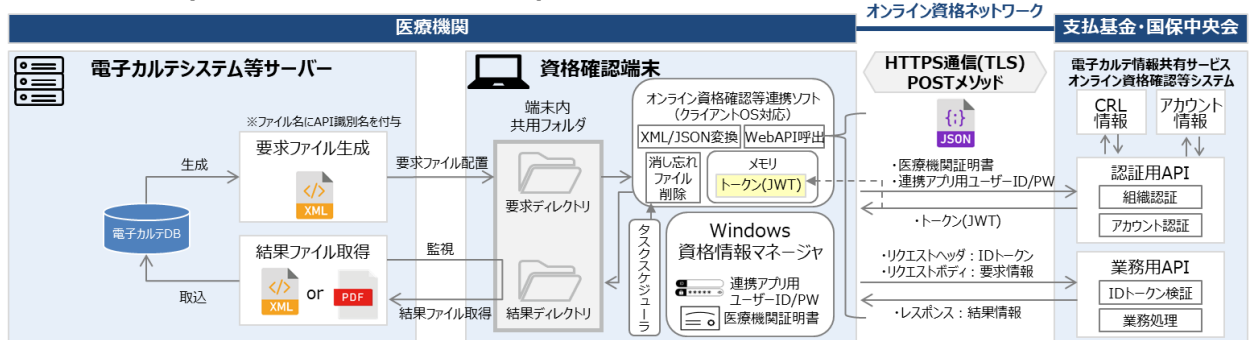 オンライン資格ネットワーク
医療機関
支払基金・国保中央会
電子カルテシステム等サーバー
※ファイル名にAPI識別名を付与
要求ファイル生成
XML
生成
電子カルテDB
取込
結果ファイル取得
XML
or
PDF
要求ファイル配置
監視
結果ファイル取得
資格確認端末
端末内
共用フォルダ
要求ディレクトリ
結果ディレクトリ
オンライン資格確認等連携ソフト
(クライアントOS対応)
XML/JSON変換
WebAPI呼出
消し忘れ
ファイル
削除
メモリ
トークン(JWT)
タスクスケジューラ
Windows
資格情報マネージャ
連携アプリ用
ユーザーID/PW
医療機関証明書
HTTPS通信(TLS)
POSTメソッド
{;}
JSON
・医療機関証明書
・連携アプリ用ユーザーID/PW
・トークン(JWT)
・リクエストヘッダ:IDトークン
・リクエストボディ:要求情報
・レスポンス:結果情報
電子カルテ情報共有サービス
オンライン資格確認等システム
CRL
情報
アカウント
情報
認証用API
組織認証
アカウント認証
業務用API
IDトークン検証
業務処理